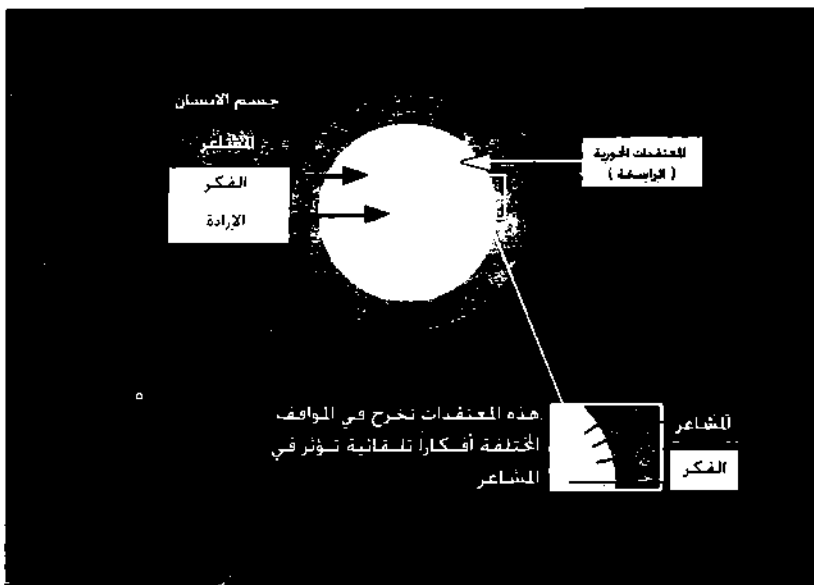 جسم الانسان
المشاعر
الفكر
الإرادة
المعتقدات المحورية
( الراسخة )
هذه المعتقدات تخرج في المواقف
المختلفة أفكاراً تلقائية تؤثر في
المشاعر
المشاعر
الفكر